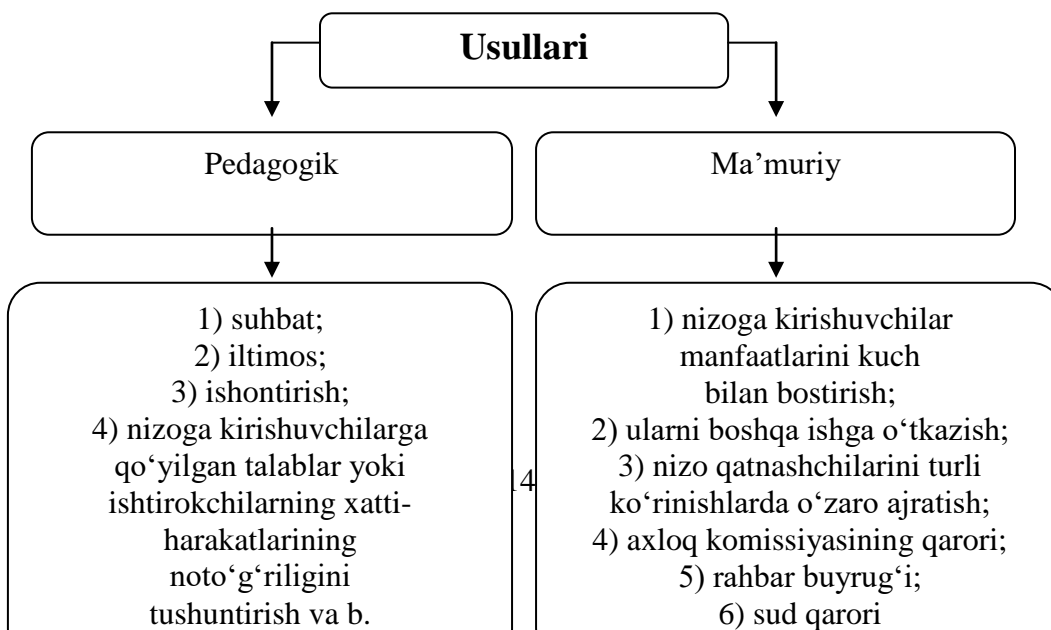 Usullari
Pedagogik
Ma’muriy
1) suhbat;
2) iltimos;
3) ishontirish;
4) nizoga kirishuvchilarga
qo‘yilgan talablar yoki
ishtirokchilarning xatti-
harakatlarining
noto‘g‘riligini
tushuntirish va b.
14
1) nizoga kirishuvchilar
manfaatlarini kuch
bilan bostirish;
2) ularni boshqa ishga o‘tkazish;
3) nizo qatnashchilarini turli
ko‘rinishlarda o‘zaro ajratish;
4) axloq komissiyasining qarori;
5) rahbar buyrug‘i;
6) sud qarori